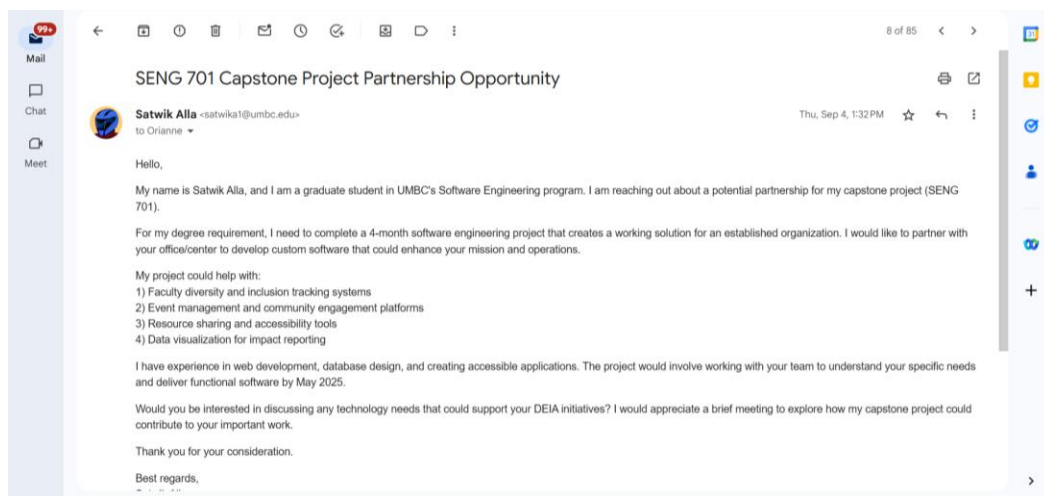 99+
8 of 85
Mail
SENG 701 Capstone Project Partnership Opportunity
Chat
Satwik Alla <satwika1@umbc.edu>
Thu, Sep 4, 1:32 PM
to Orianne
Meet
Hello,
My name is Satwik Alla, and I am a graduate student in UMBC's Software Engineering program. I am reaching out about a potential partnership for my capstone project (SENG
701).
For my degree requirement, I need to complete a 4-month software engineering project that creates a working solution for an established organization. I would like to partner with
your office/center to develop custom software that could enhance your mission and operations.
My project could help with:
1) Faculty diversity and inclusion tracking systems
2) Event management and community engagement platforms
3) Resource sharing and accessibility tools
4) Data visualization for impact reporting
I have experience in web development, database design, and creating accessible applications. The project would involve working with your team to understand your specific needs
and deliver functional software by May 2025.
Would you be interested in discussing any technology needs that could support your DEIA initiatives? I would appreciate a brief meeting to explore how my capstone project could
contribute to your important work.
Thank you for your consideration.
Best regards,